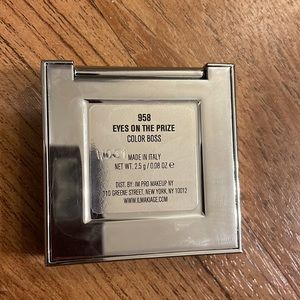 958
EYES ON THE PRIZE
COLOR BOSS
MADE IN ITALY
NET WT. 2.5 g / 0.08 OZ ℮
DIST. BY: IM PRO MAKEUP NY
110 GREENE STREET, NEW YORK, NY 10012
WWW.ILMAKIAGE.COM